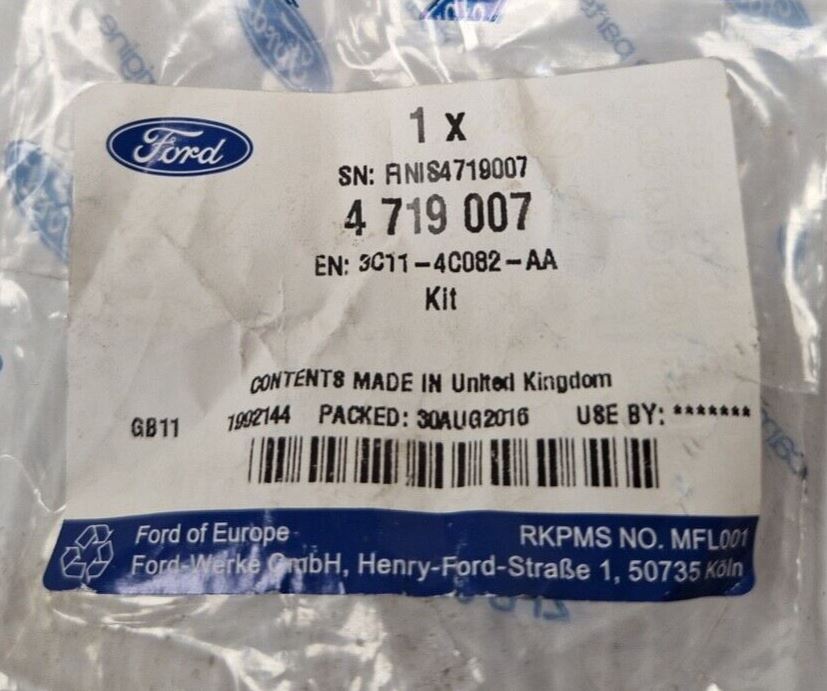 Ford
1 x
SN: FINIS4719007
4 719 007
EN: 3C11-4C082-AA
Kit
CONTENTS MADE IN United Kingdom
GB11 1992144 PACKED: 30AUG2016 USE BY: *******
Ford of Europe RKPMS NO. MFL001
Ford-Werke GmbH, Henry-Ford-Straße 1, 50735 Köln